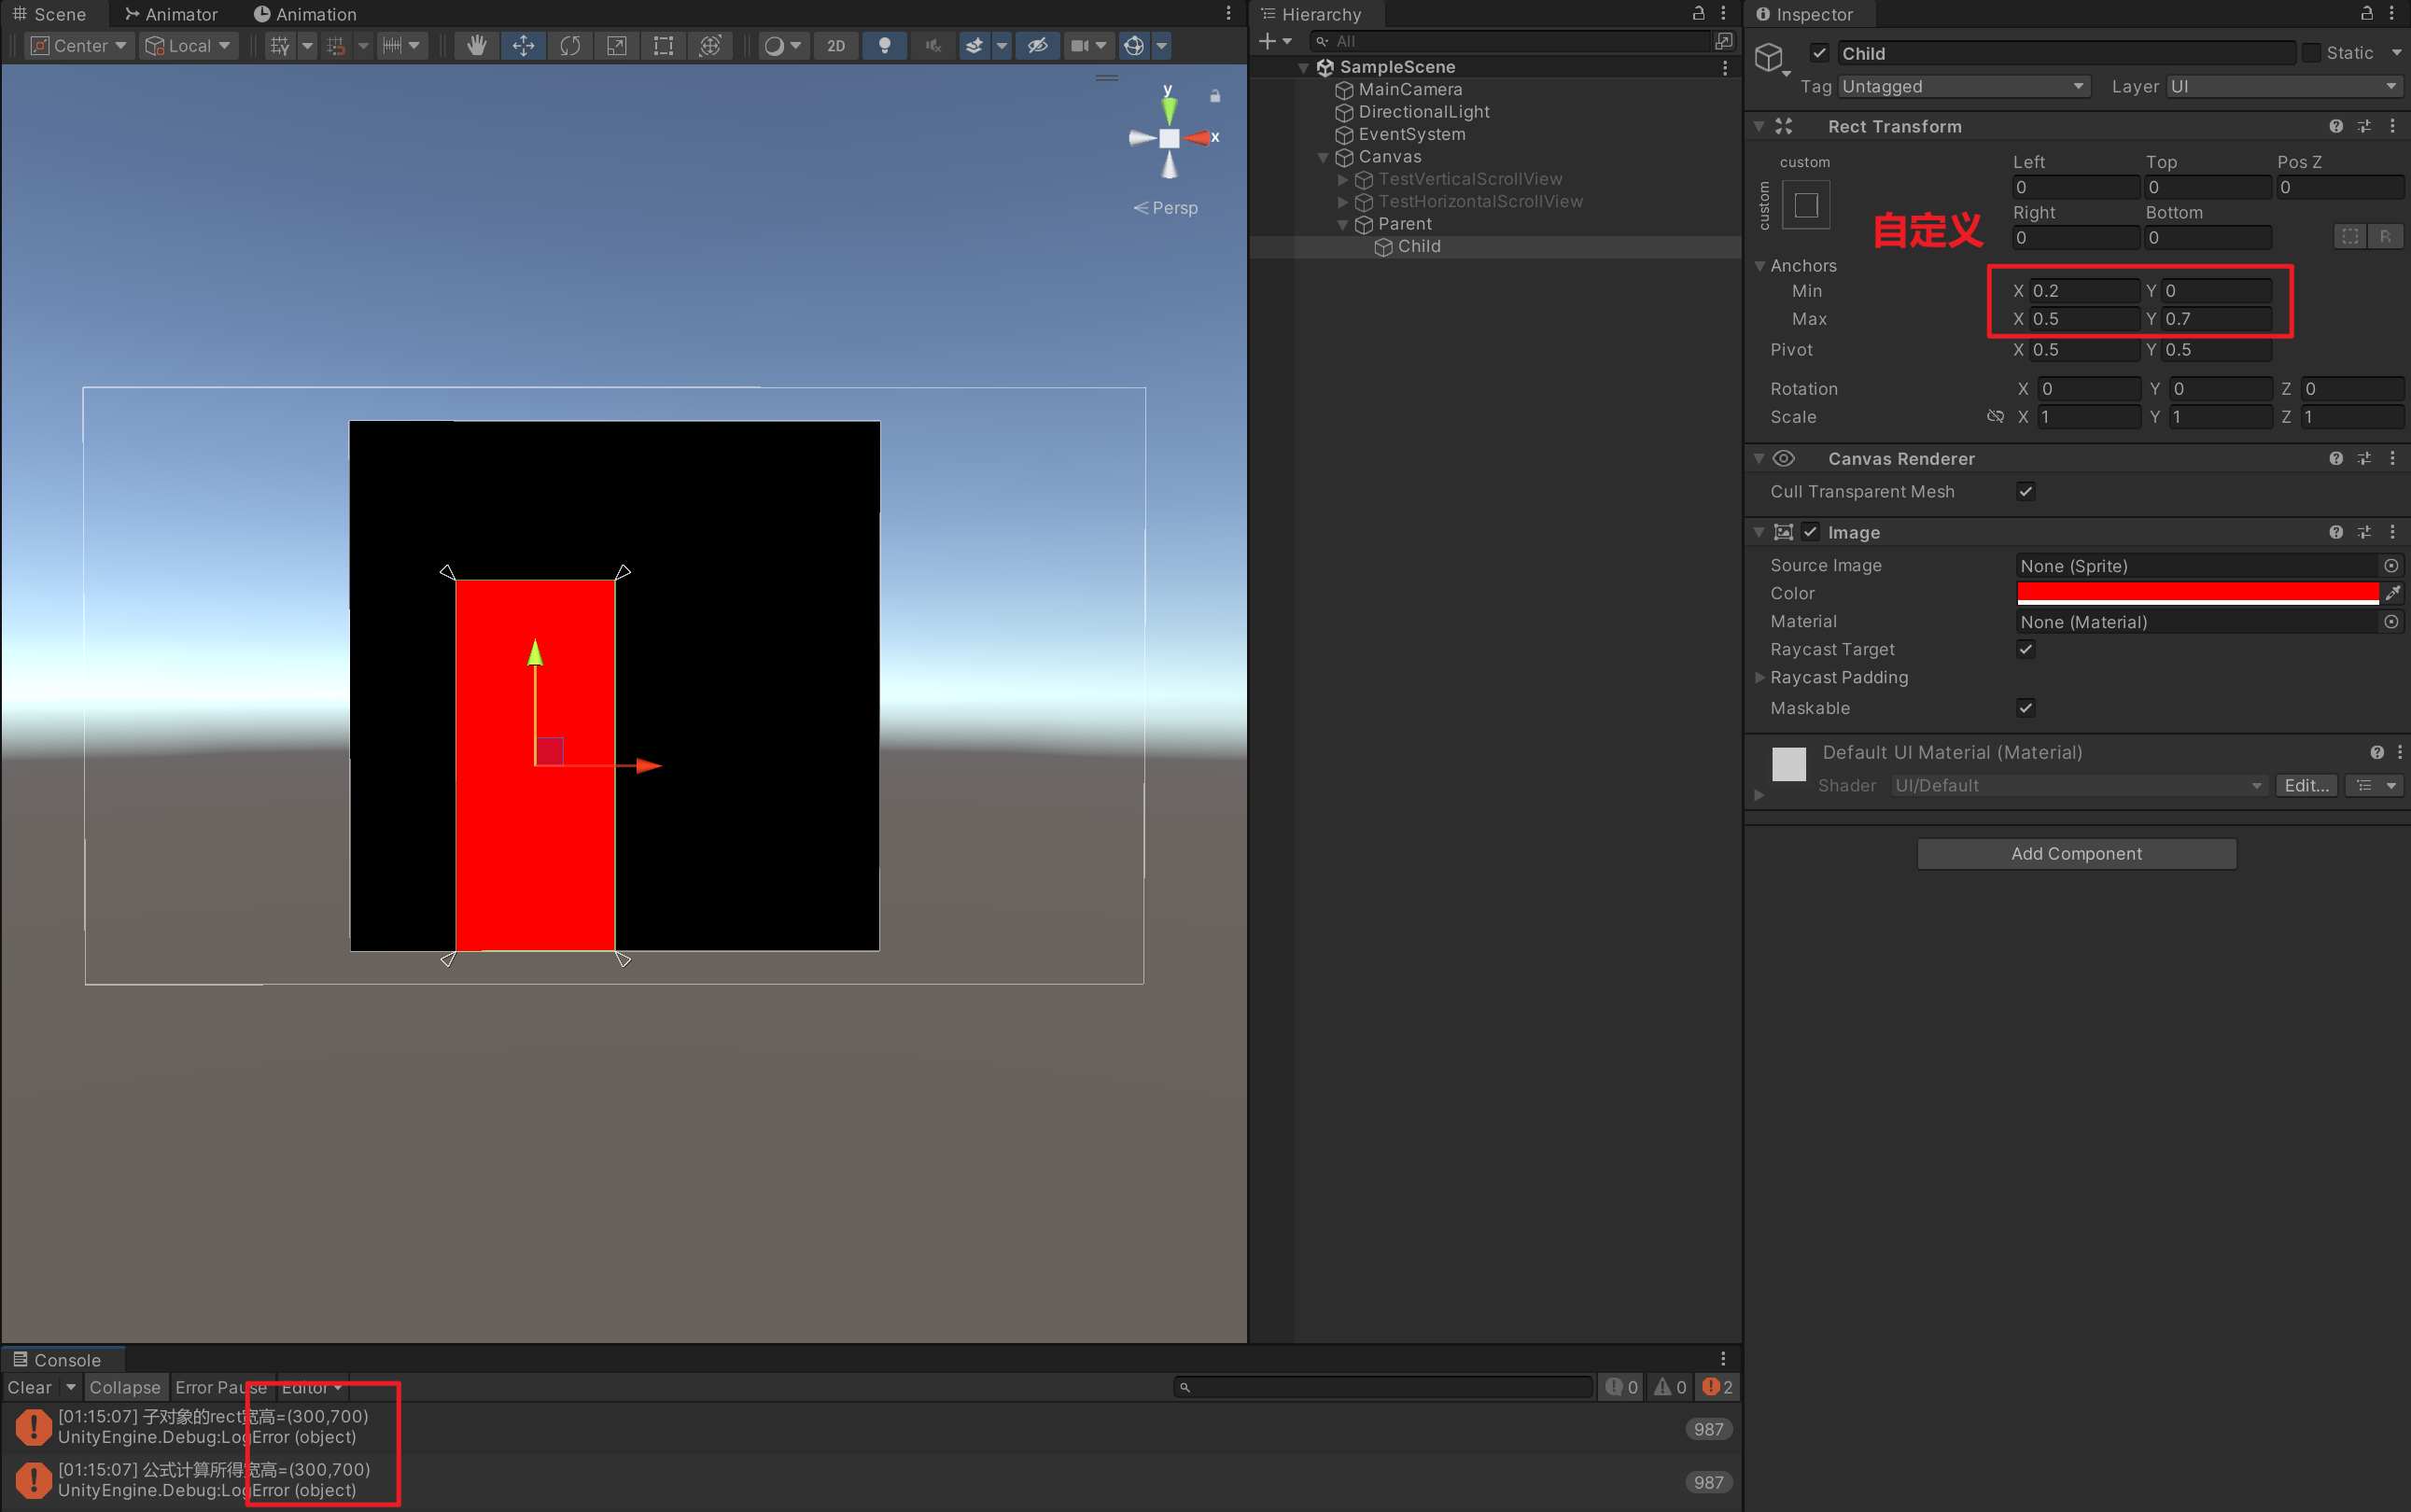 Scene
Animator
Animation
Center
Local
2D
y
x
Persp
Hierarchy
All
SampleScene
MainCamera
DirectionalLight
EventSystem
Canvas
TestVerticalScrollView
TestHorizontalScrollView
Parent
Child
Inspector
Child
Static
Tag
Untagged
Layer
UI
Rect Transform
custom
custom
Left
Top
Pos Z
0
0
0
自定义
Right
Bottom
0
0
R
Anchors
Min
X 0.2
Y 0
Max
X 0.5
Y 0.7
Pivot
X 0.5
Y 0.5
Rotation
X 0
Y 0
Z 0
Scale
X 1
Y 1
Z 1
Canvas Renderer
Cull Transparent Mesh
Image
Source Image
None (Sprite)
Color
Material
None (Material)
Raycast Target
Raycast Padding
Maskable
Default UI Material (Material)
Shader
UI/Default
Edit...
Add Component
Console
Clear
Collapse
Error Pause
Editor
0
0
2
[01:15:07] 子对象的rect宽高=(300,700)
UnityEngine.Debug:LogError (object)
987
[01:15:07] 公式计算所得宽高=(300,700)
UnityEngine.Debug:LogError (object)
987